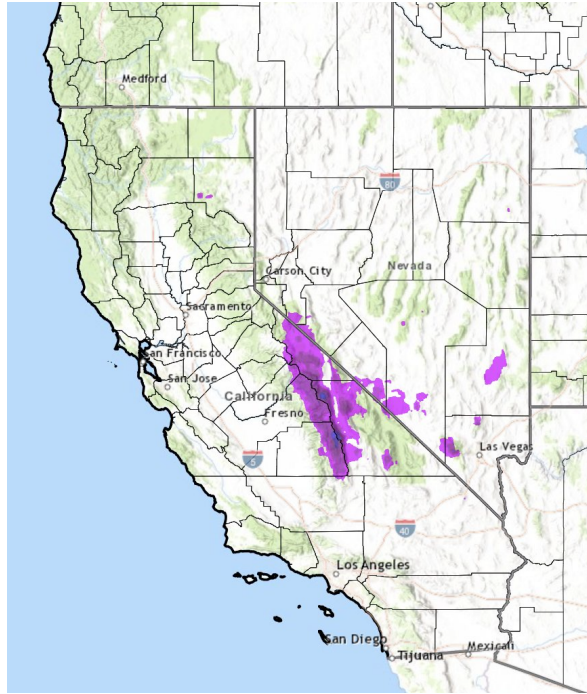 Medford
80
Carson City
Nevada
Sacramento
San Francisco
San Jose
California
Fresno
Las Vegas
5
40
Los Angeles
San Diego
Tijuana
Mexicali